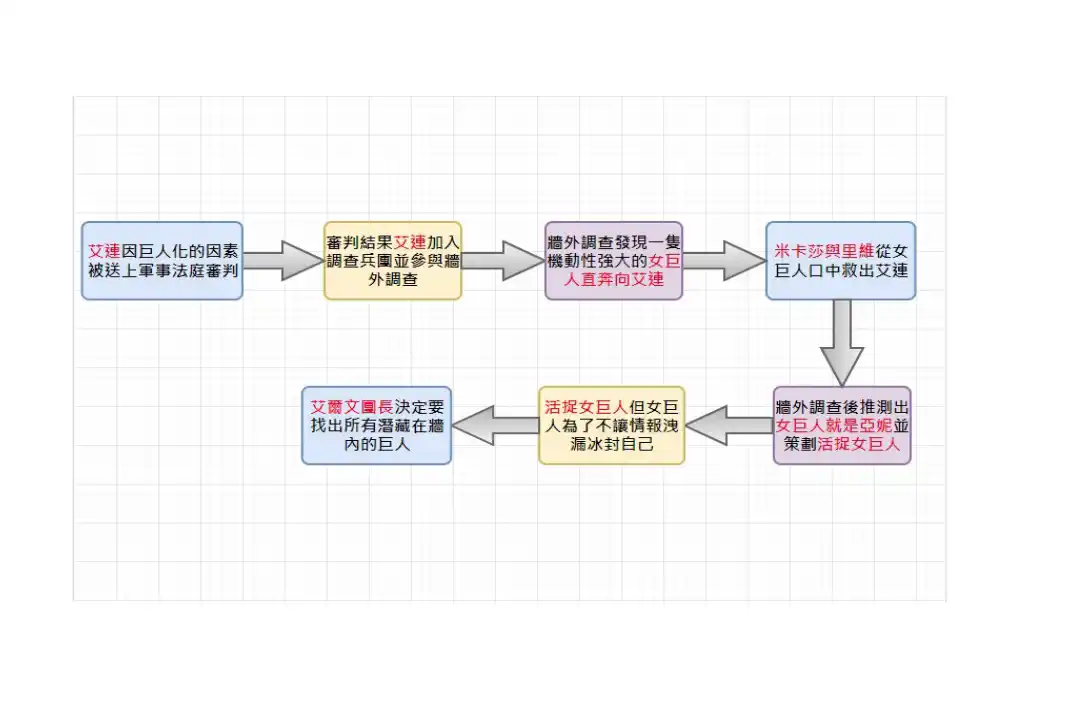 艾連因巨人化的因素
被送上軍事法庭審判
審判結果艾連加入
調查兵團並參與牆
外調查
牆外調查發現一隻
機動性強大的女巨
人直奔向艾連
米卡莎與里維從女
巨人口中救出艾連
牆外調查後推測出
女巨人就是亞妮並
策劃活捉女巨人
活捉女巨人但女巨
人為了不讓情報洩
漏冰封自己
艾爾文團長決定要
找出所有潛藏在牆
內的巨人